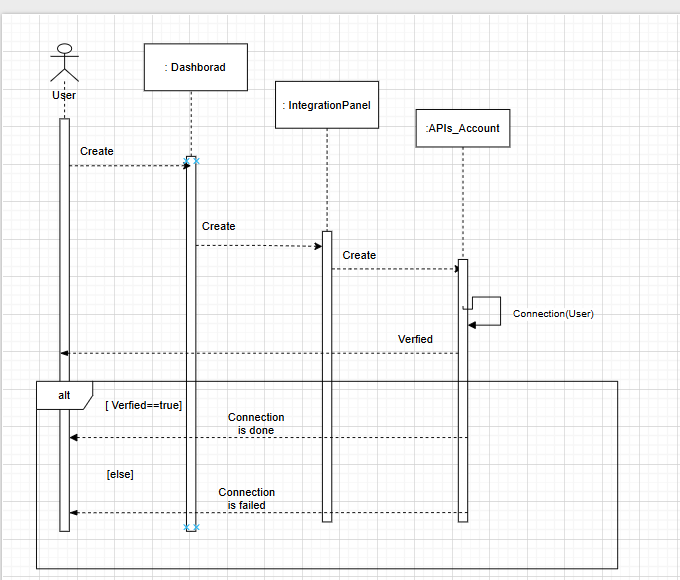 : Dashborad
User
: IntegrationPanel
:APIs_Account
Create
Create
Create
Connection(User)
Verfied
alt
[ Verfied==true]
Connection
is done
[else]
Connection
is failed